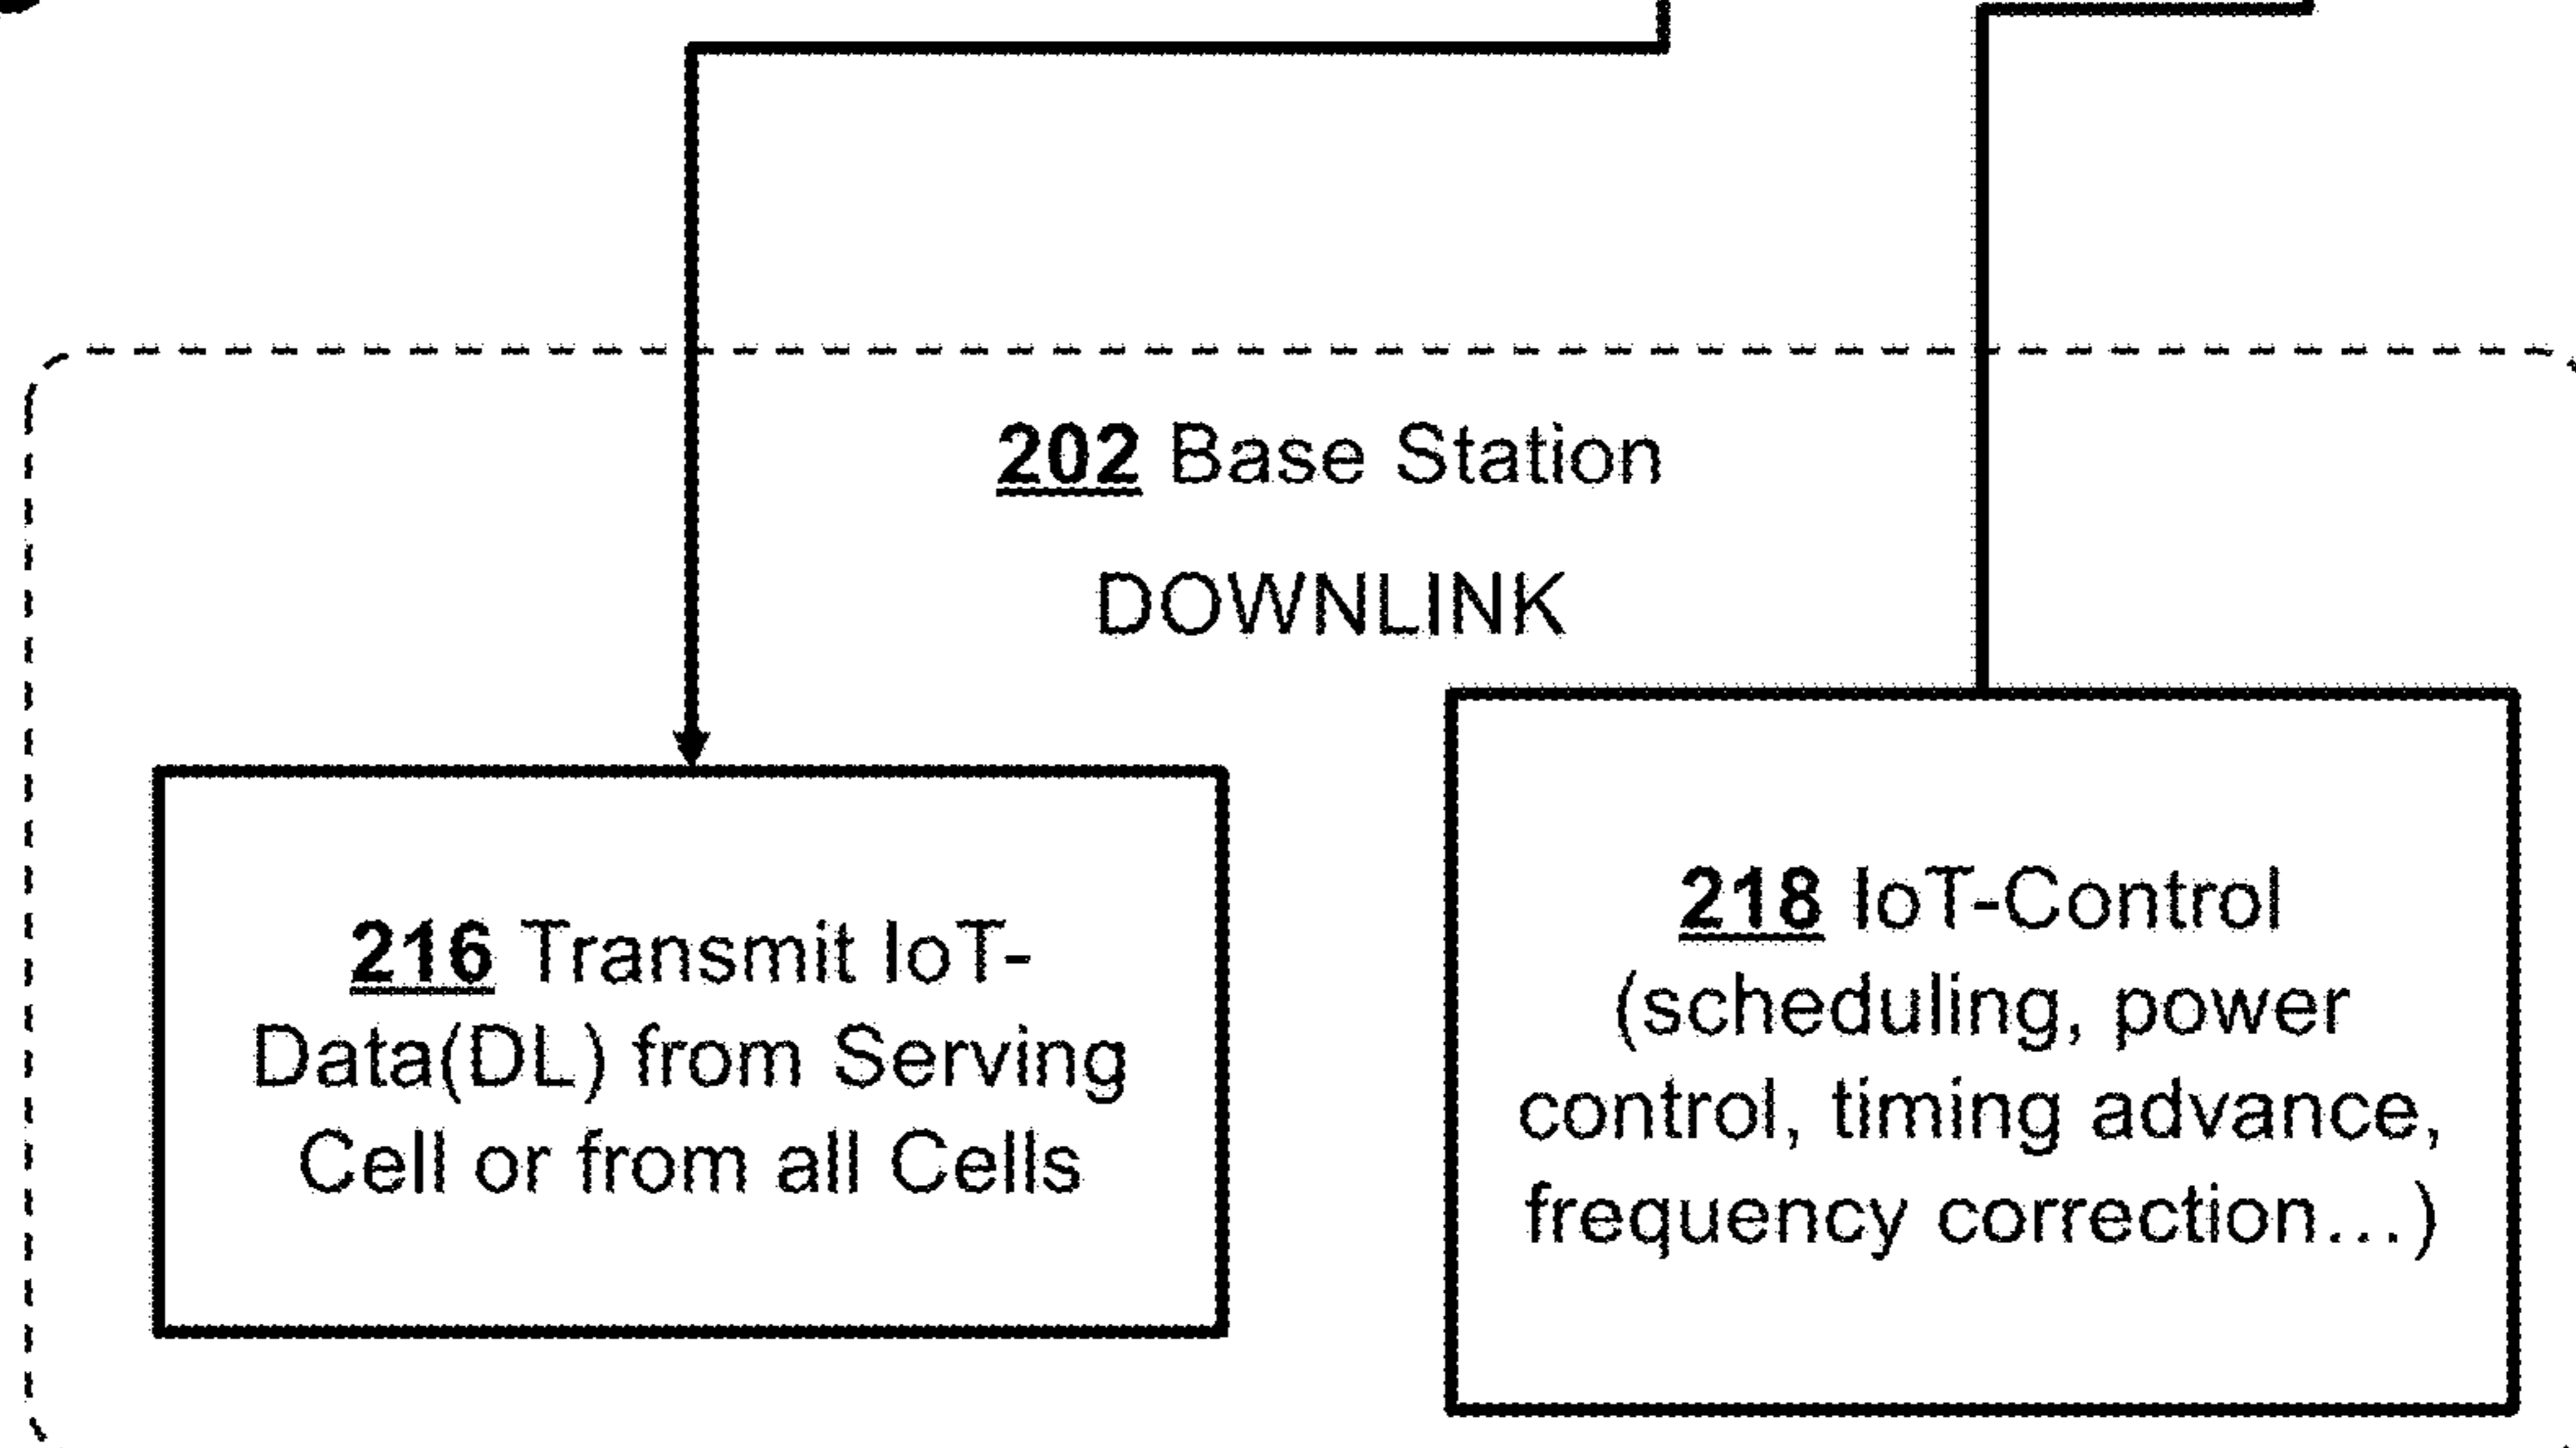 202 Base Station
DOWNLINK
216 Transmit IoT-
Data(DL) from Serving
Cell or from all Cells
218 IoT-Control
(scheduling, power
control, timing advance,
frequency correction...)